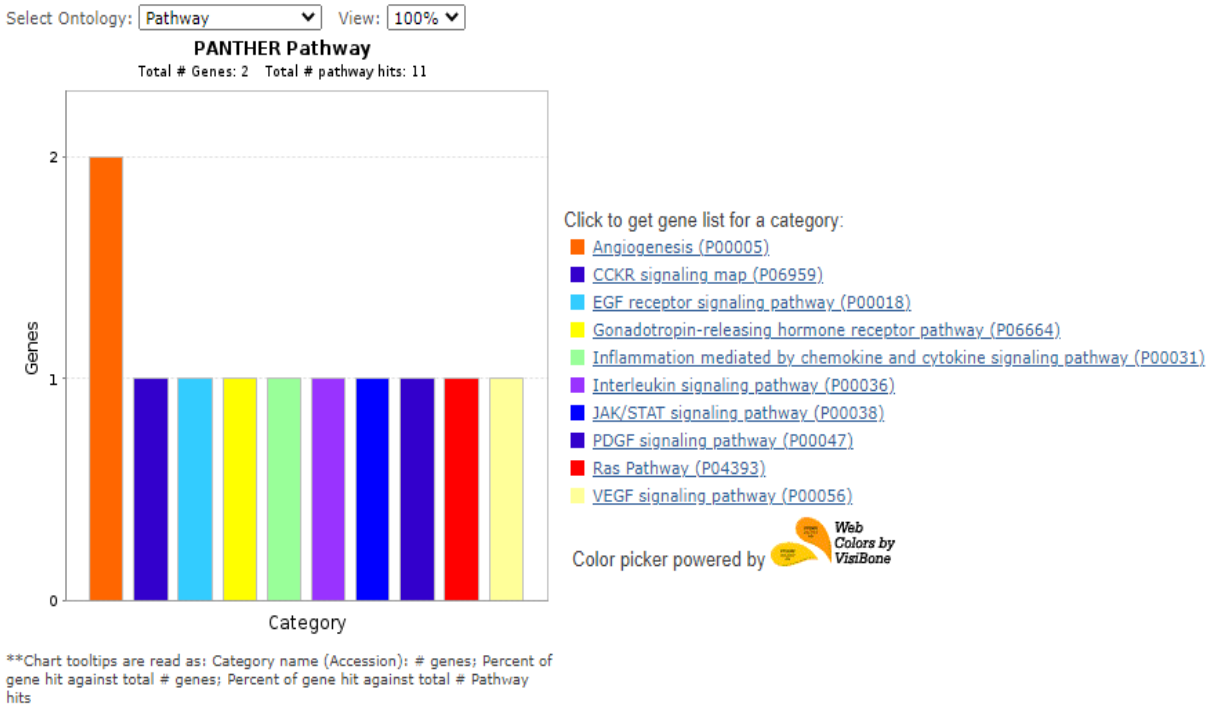 Select Ontology: Pathway View: 100%
PANTHER Pathway
Total # Genes: 2 Total # pathway hits: 11
2
1
0
Genes
Category
Click to get gene list for a category:
Angiogenesis (P00005)
CCKR signaling map (P06959)
EGF receptor signaling pathway (P00018)
Gonadotropin-releasing hormone receptor pathway (P06664)
Inflammation mediated by chemokine and cytokine signaling pathway (P00031)
Interleukin signaling pathway (P00036)
JAK/STAT signaling pathway (P00038)
PDGF signaling pathway (P00047)
Ras Pathway (P04393)
VEGF signaling pathway (P00056)
Color picker powered by
Web
Colors by
VisiBone
**Chart tooltips are read as: Category name (Accession): # genes; Percent of
gene hit against total # genes; Percent of gene hit against total # Pathway
hits